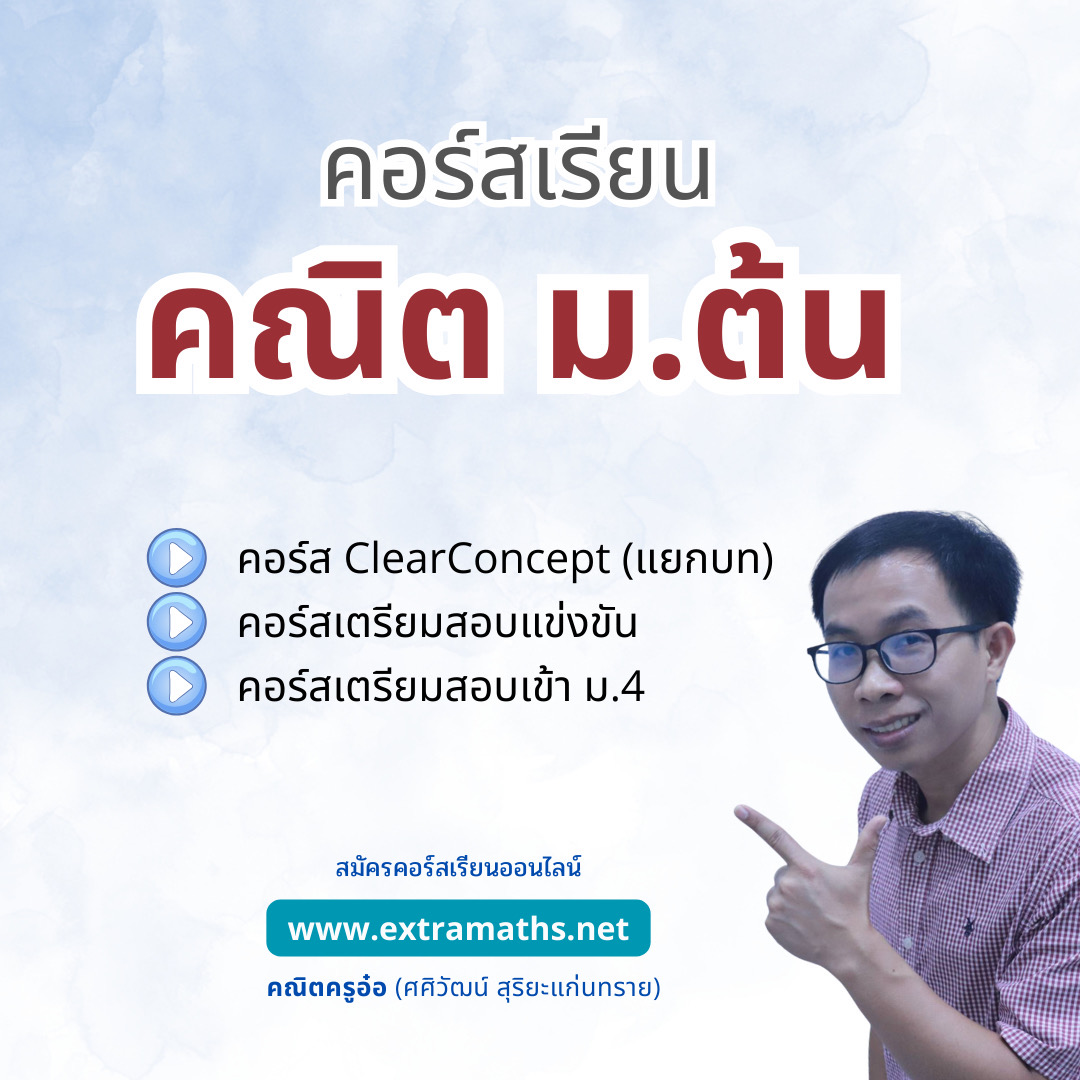 คอร์สเรียน
คณิต ม.ต้น
คอร์ส ClearConcept (แยกบท)
คอร์สเตรียมสอบแข่งขัน
คอร์สเตรียมสอบเข้า ม.4
สมัครคอร์สเรียนออนไลน์
www.extramaths.net
คณิตครูอ๋อ (ศศิวัฒน์ สุริยะแก่นทราย)